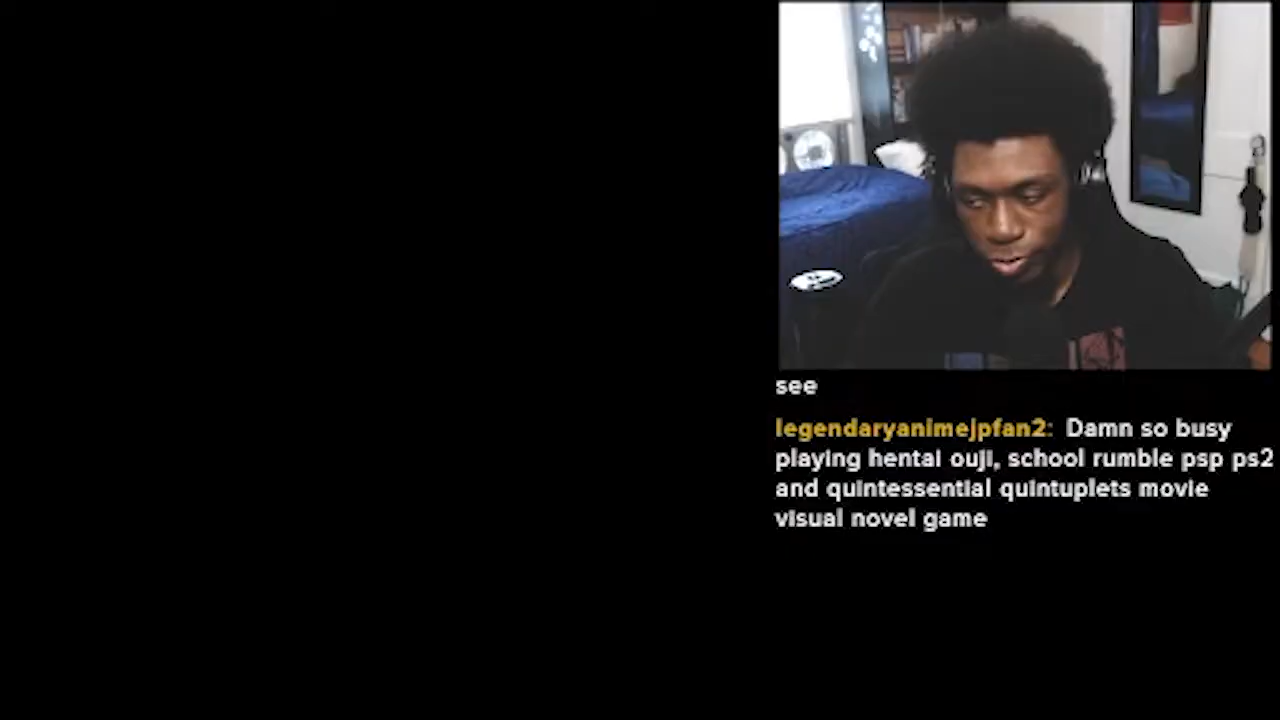 see
legendaryanimejpfan2: Damn so busy
playing hentai ouji, school rumble psp ps2
and quintessential quintuplets movie
visual novel game